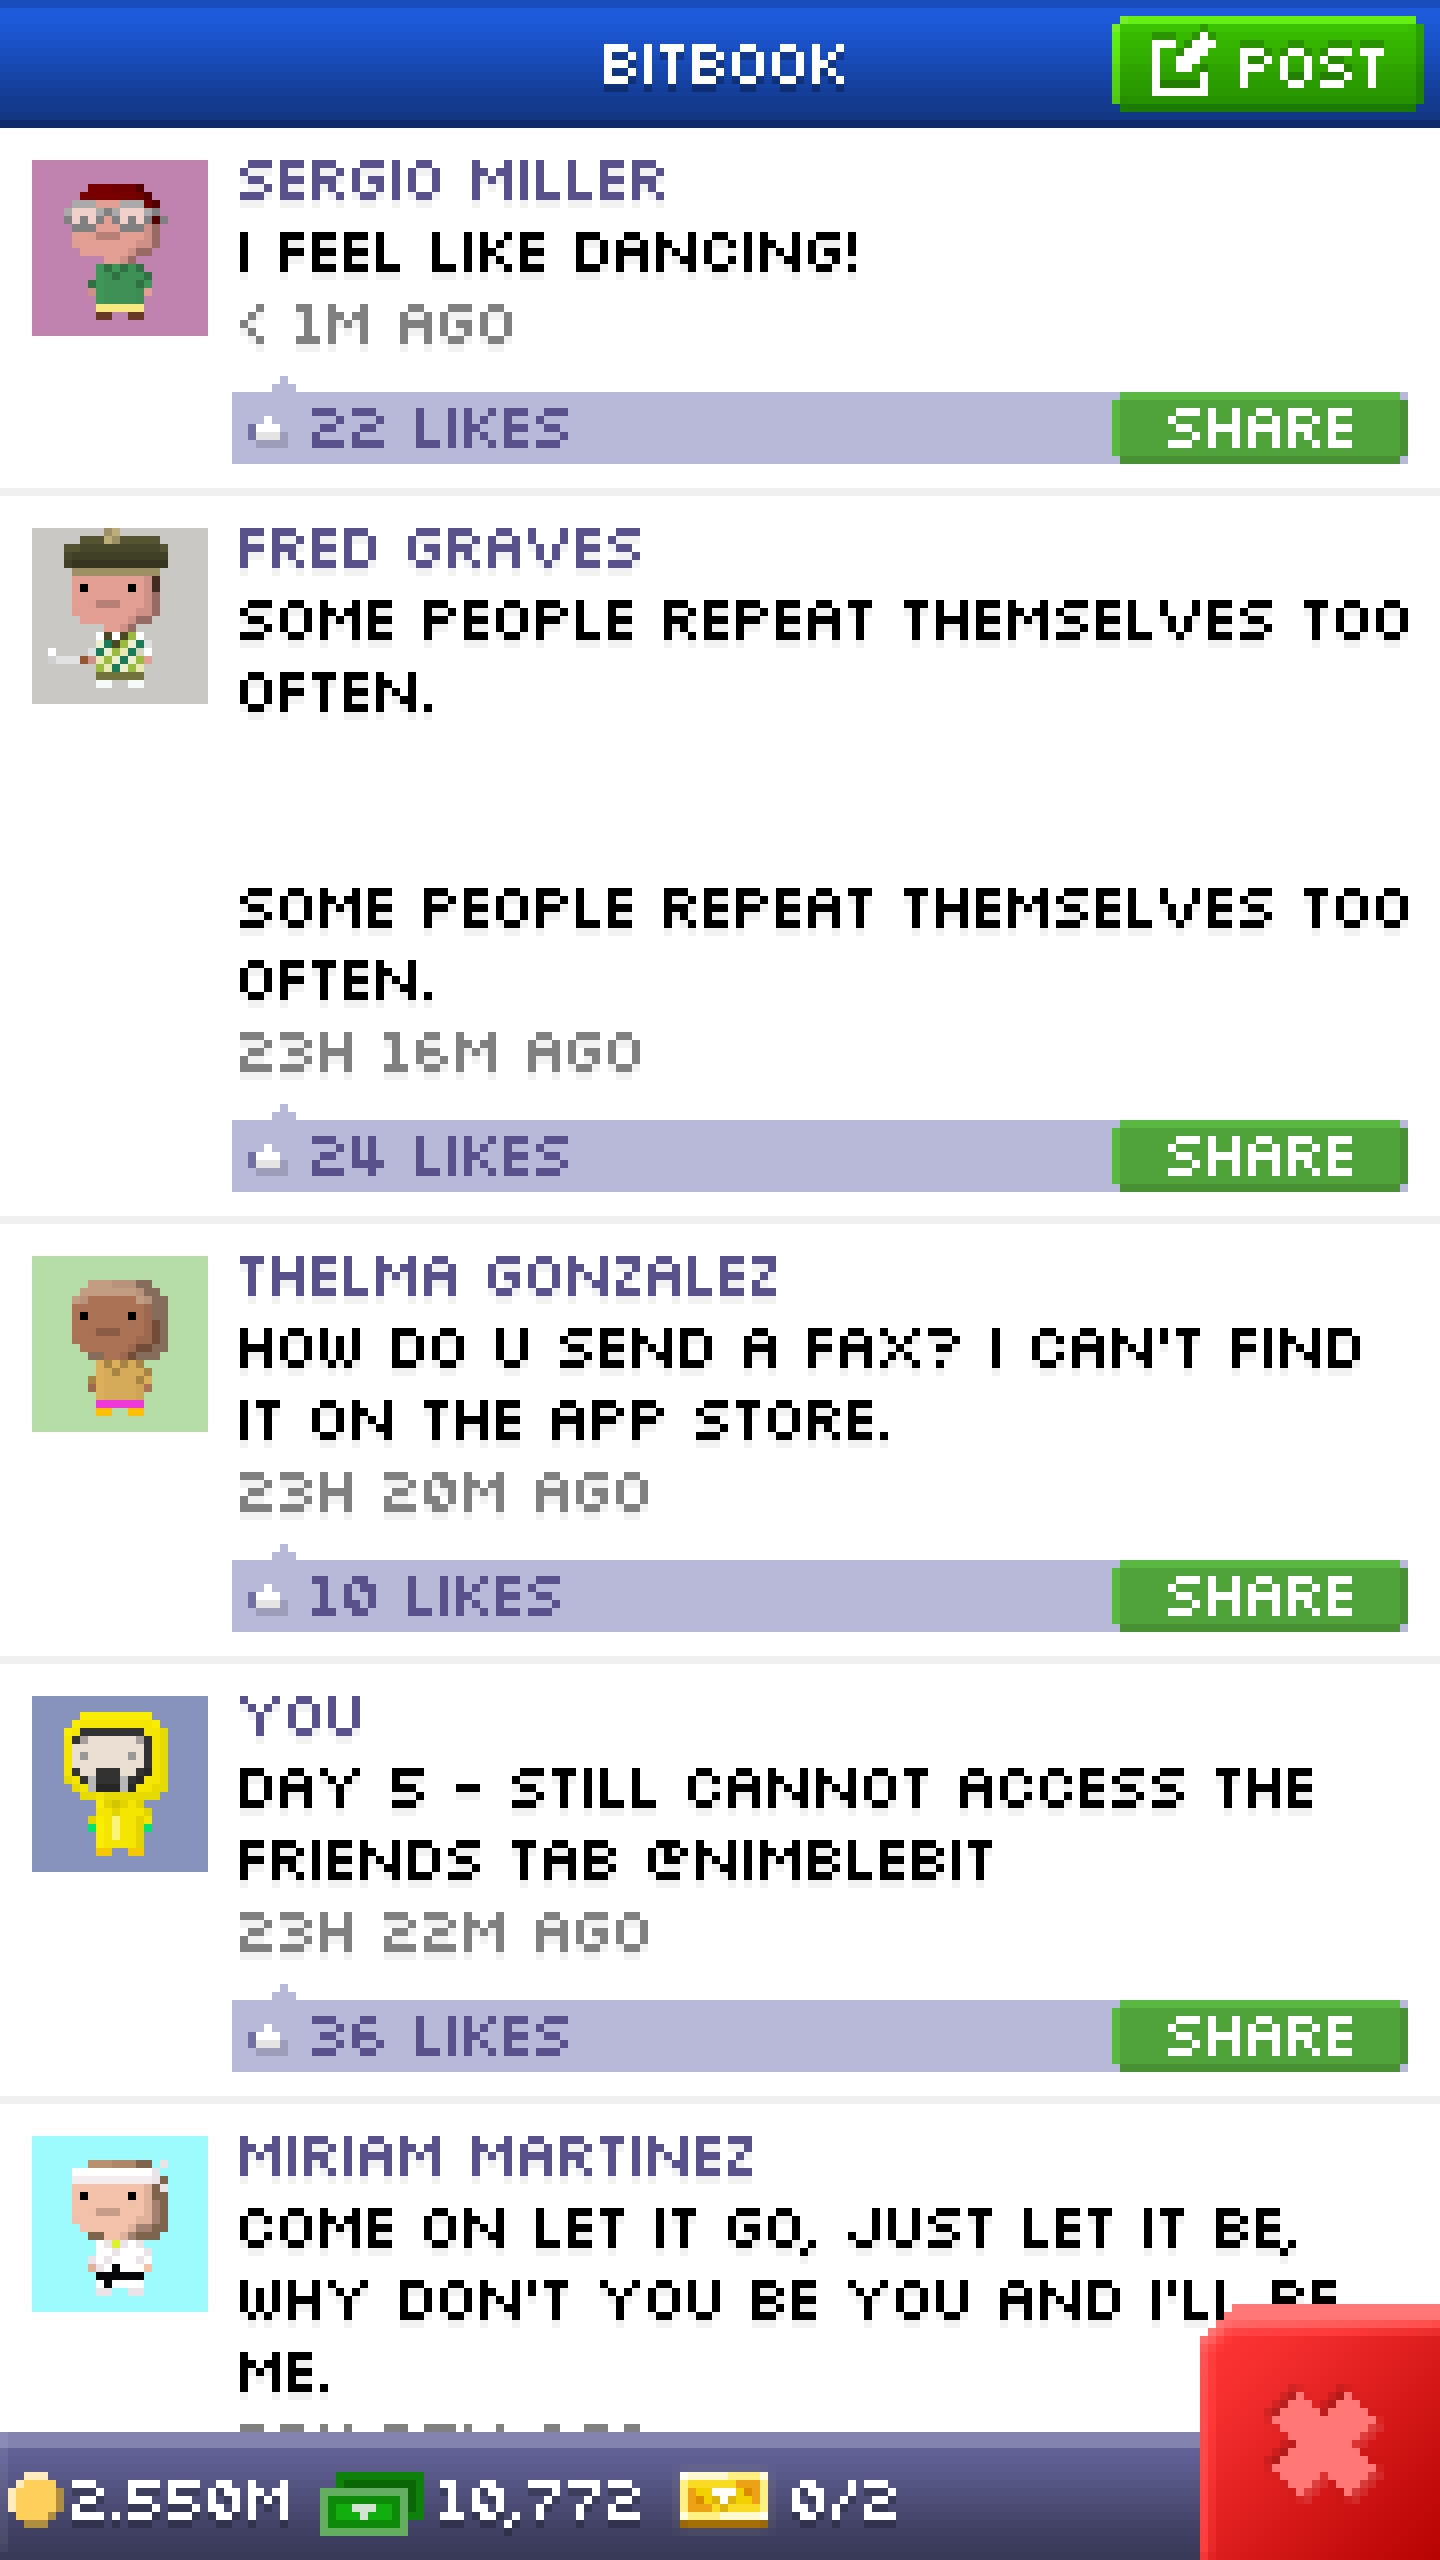 BITBOOK
POST
SERGIO MILLER
I FEEL LIKE DANCING!
< 1M AGO
22 LIKES
SHARE
FRED GRAVES
SOME PEOPLE REPEAT THEMSELVES TOO
OFTEN.
SOME PEOPLE REPEAT THEMSELVES TOO
OFTEN.
23H 16M AGO
24 LIKES
SHARE
THELMA GONZALEZ
HOW DO U SEND A FAX? I CAN'T FIND
IT ON THE APP STORE.
23H 20M AGO
10 LIKES
SHARE
YOU
DAY 5 - STILL CANNOT ACCESS THE
FRIENDS TAB @NIMBLEBIT
23H 22M AGO
36 LIKES
SHARE
MIRIAM MARTINEZ
COME ON LET IT GO, JUST LET IT BE,
WHY DON'T YOU BE YOU AND I'LL BE
ME.
2.550M
10,772
0/2